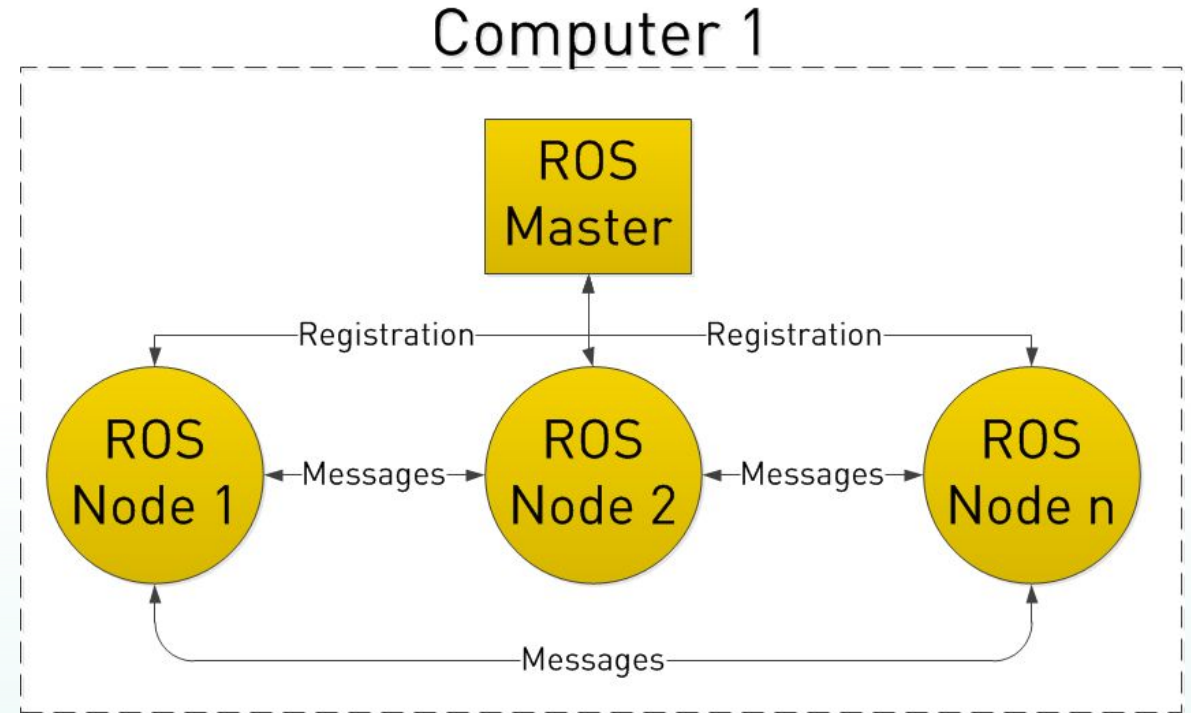 Computer 1
ROS
Master
Registration
Registration
ROS
Node 1
Messages
ROS
Node 2
Messages
ROS
Node n
Messages